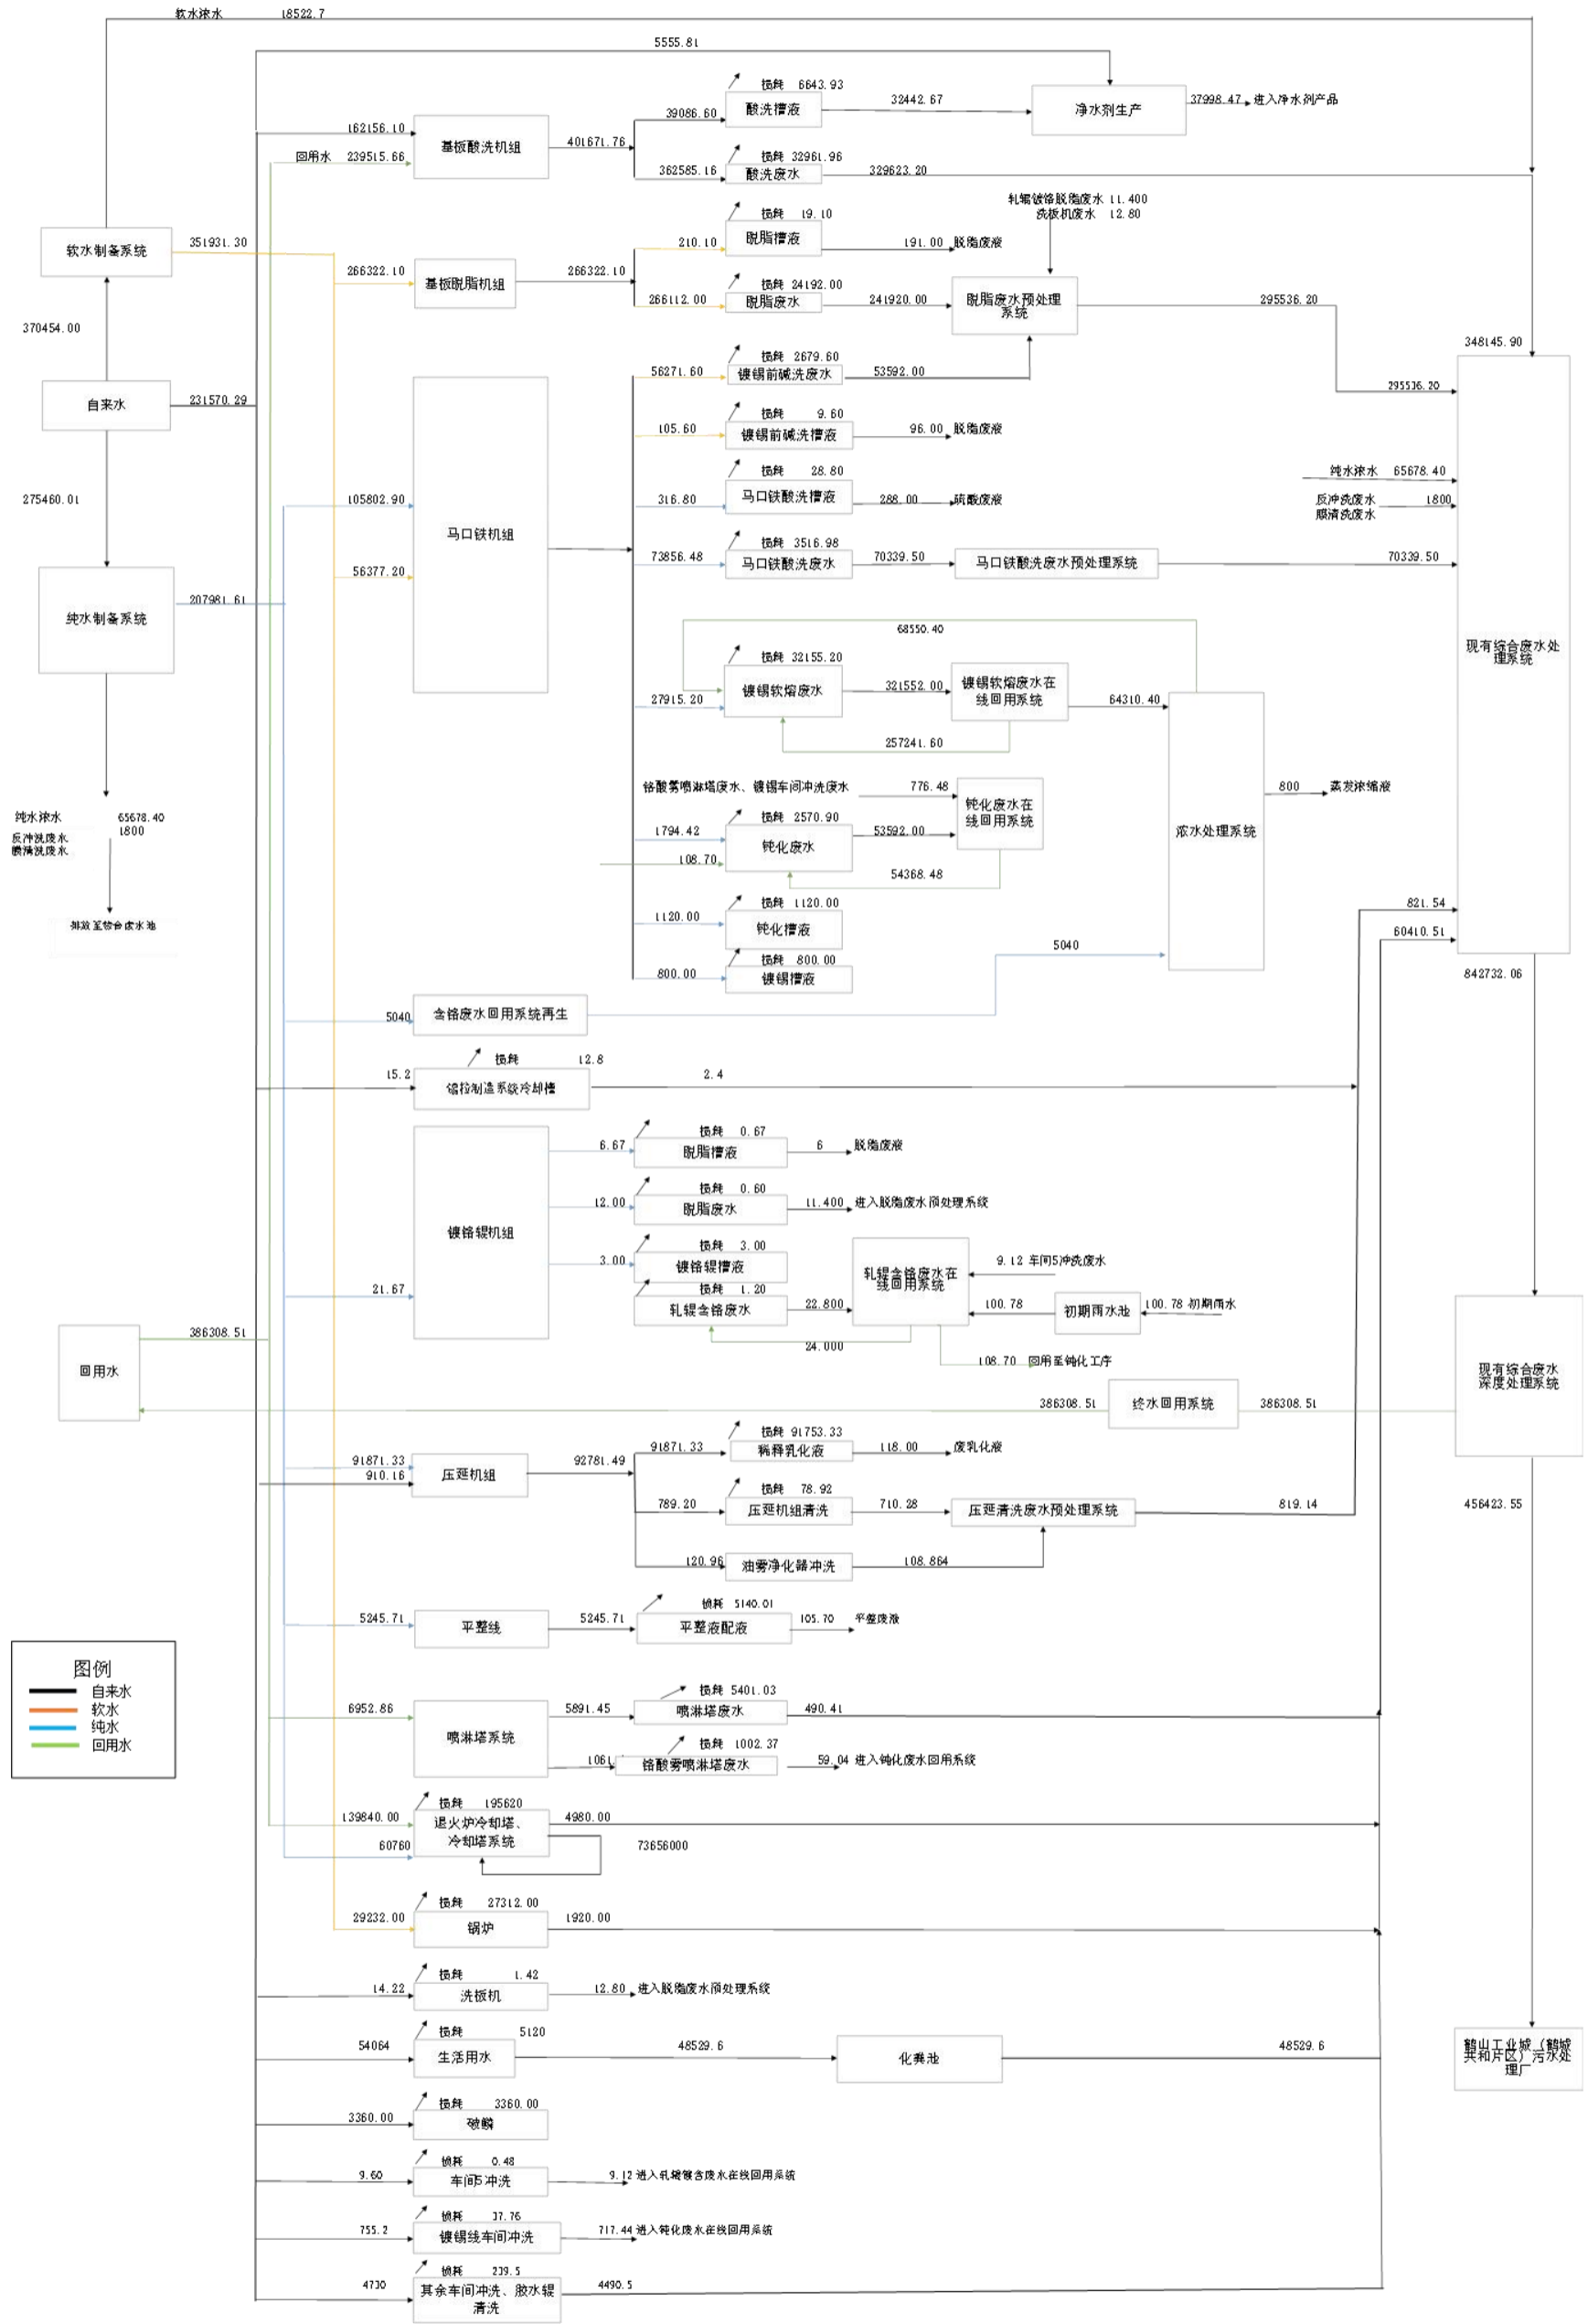 软水浓水 18522.7
5555.81
损耗 6643.93
酸洗槽液
39086.60
32442.67
净水剂生产
37998.47 进入净水剂产品
162156.10
基板酸洗机组
401671.76
回用水 239515.66
损耗 32961.96
362585.16
酸洗废水
329623.20
轧辊镀铬脱脂废水 11.400
洗板机废水 12.80
软水制备系统
351931.30
损耗 19.10
210.10
脱脂槽液
191.00 脱脂废液
266322.10
基板脱脂机组
266322.10
损耗 24192.00
266112.00
脱脂废水
241920.00
脱脂废水预处理
系统
295536.20
370454.00
348145.90
自来水
231570.29
损耗 2679.60
56271.60
镀锡前碱洗废水
53592.00
295536.20
损耗 9.60
105.60
镀锡前碱洗槽液
96.00 脱脂废液
275460.01
105802.90
马口铁机组
56377.20
损耗 28.80
316.80
马口铁酸洗槽液
288.00 硫酸废液
纯水浓水 65678.40
反冲洗废水
膜清洗废水
1800
损耗 3516.98
73856.48
马口铁酸洗废水
70339.50
马口铁酸洗废水预处理系统
70339.50
纯水制备系统
207981.61
68550.40
现有综合废水处
理系统
损耗 32155.20
镀锡软熔废水
27915.20
321552.00
镀锡软熔废水在
线回用系统
64310.40
257241.60
铬酸雾喷淋塔废水、镀锡车间冲洗废水
776.48
钝化废水在
线回用系统
800 蒸发浓缩液
浓水处理系统
损耗 2570.90
1794.42
钝化废水
53592.00
108.70
54368.48
纯水浓水 65678.40
反冲洗废水
膜清洗废水
1800
排放至综合废水池
损耗 1120.00
1120.00
钝化槽液
821.54
60410.51
损耗 800.00
800.00
镀锡槽液
5040
842732.06
5040
含铬废水回用系统再生
损耗 12.8
15.2
锡粒制造系统冷却槽
2.4
镀铬辊机组
21.67
损耗 0.67
6.67
脱脂槽液
6 脱脂废液
损耗 0.60
12.00
脱脂废水
11.400 进入脱脂废水预处理系统
损耗 3.00
3.00
镀铬辊槽液
损耗 1.20
轧辊含铬废水
22.800
轧辊含铬废水在
线回用系统
9.12 车间5冲洗废水
100.78
初期雨水池
100.78 初期雨水
24.000
108.70 回用至钝化工序
回用水
386308.51
386308.51
终水回用系统
386308.51
现有综合废水
深度处理系统
91871.33
910.16
压延机组
92781.49
损耗 91753.33
91871.33
稀释乳化液
118.00 废乳化液
损耗 78.92
789.20
压延机组清洗
710.28
压延清洗废水预处理系统
819.14
456423.55
120.96
油雾净化器冲洗
108.864
5245.71
平整线
5245.71
损耗 5140.01
平整液配液
105.70 平整废液
图例
自来水
软水
纯水
回用水
6952.86
喷淋塔系统
5891.45
损耗 5401.03
喷淋塔废水
490.41
1061.
损耗 1002.37
铬酸雾喷淋塔废水
59.04 进入钝化废水回用系统
损耗 195620
139840.00
退火炉冷却塔、
冷却塔系统
4980.00
60760
73656000
损耗 27312.00
29232.00
锅炉
1920.00
损耗 1.42
14.22
洗板机
12.80 进入脱脂废水预处理系统
损耗 5120
54064
生活用水
48529.6
化粪池
48529.6
鹤山工业城（鹤城
共和片区）污水处
理厂
损耗 3360.00
3360.00
破鳞
损耗 0.48
9.60
车间5冲洗
9.12 进入轧辊镀含废水在线回用系统
损耗 37.76
755.2
镀锡线车间冲洗
717.44 进入钝化废水在线回用系统
损耗 239.5
4730
其余车间冲洗、胶水辊
清洗
4490.5